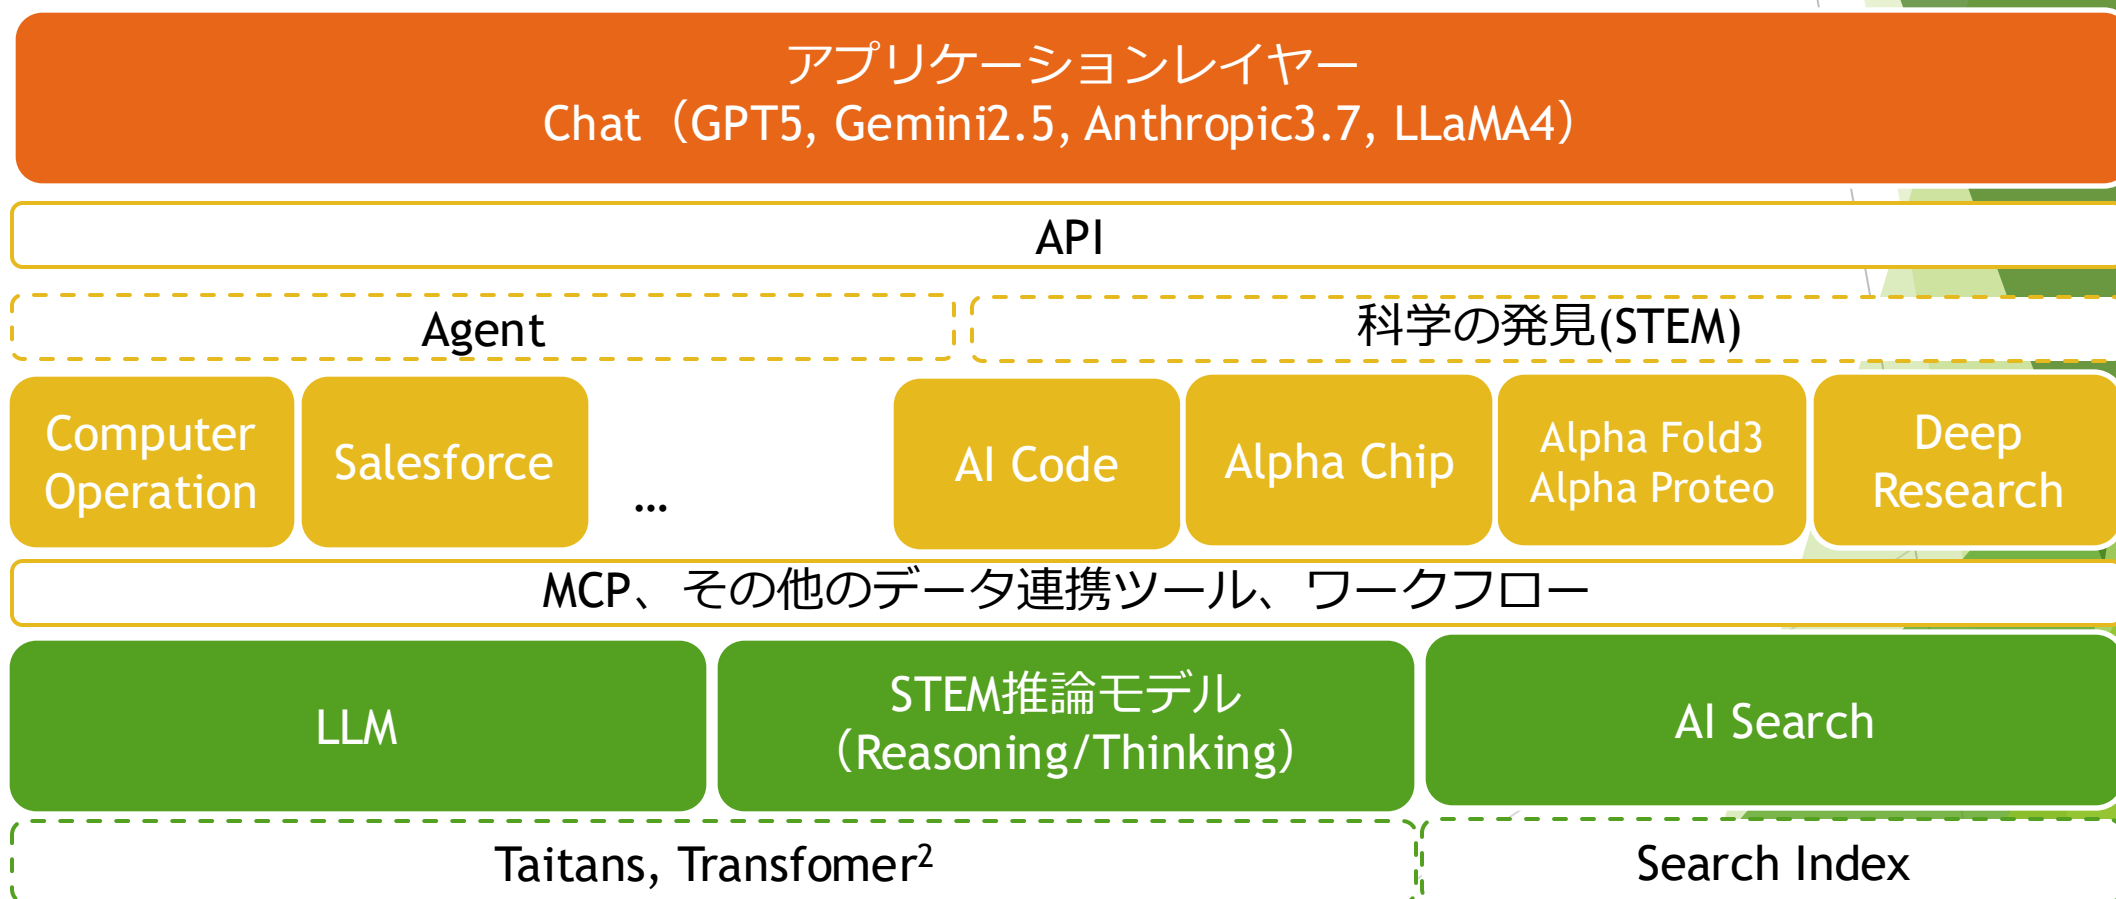 アプリケーションレイヤー
Chat（GPT5, Gemini2.5, Anthropic3.7, LLaMA4）
API
Agent
科学の発見(STEM)
Computer
Operation
Salesforce
…
AI Code
Alpha Chip
Alpha Fold3
Alpha Proteo
Deep
Research
MCP、その他のデータ連携ツール、ワークフロー
LLM
STEM推論モデル
（Reasoning/Thinking）
AI Search
Taitans, Transfomer²
Search Index